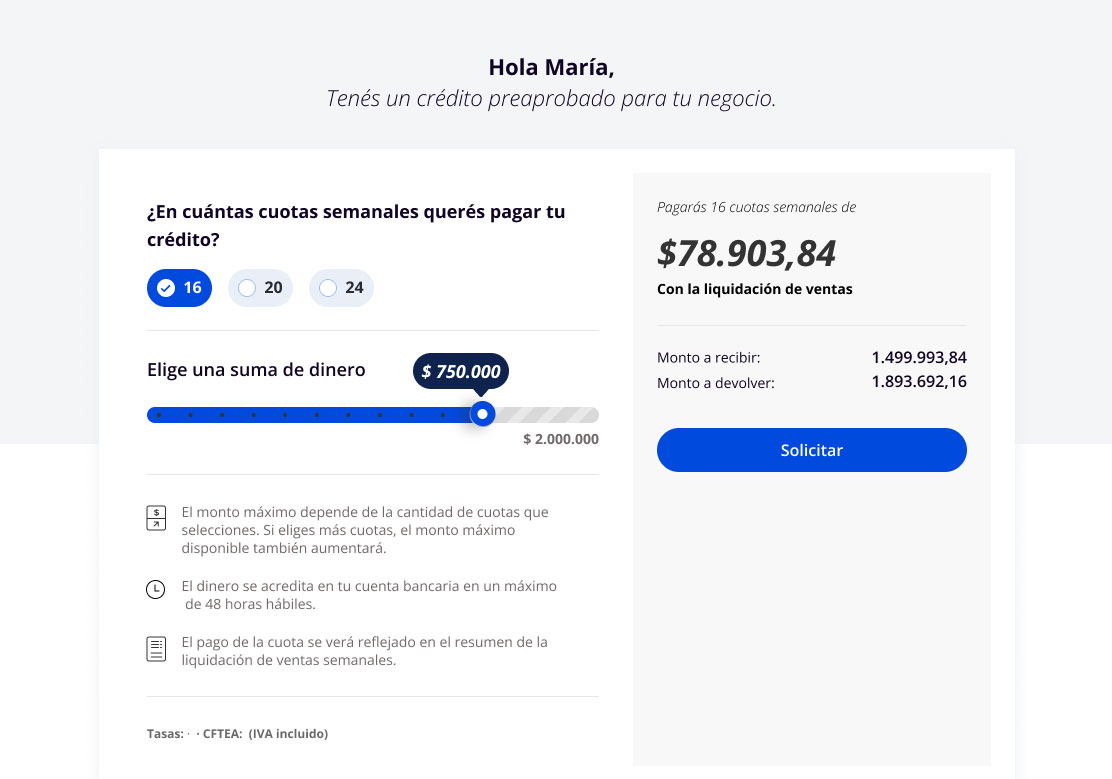 Hola María,
Tenés un crédito preaprobado para tu negocio.
¿En cuántas cuotas semanales querés pagar tu
crédito?
16
20
24
Elige una suma de dinero
$ 750.000
$ 2.000.000
El monto máximo depende de la cantidad de cuotas que
selecciones. Si eliges más cuotas, el monto máximo
disponible también aumentará.
El dinero se acredita en tu cuenta bancaria en un máximo
de 48 horas hábiles.
El pago de la cuota se verá reflejado en el resumen de la
liquidación de ventas semanales.
Tasas: · · CFTEA: (IVA incluido)
Pagarás 16 cuotas semanales de
$78.903,84
Con la liquidación de ventas
Monto a recibir: 1.499.993,84
Monto a devolver: 1.893.692,16
Solicitar